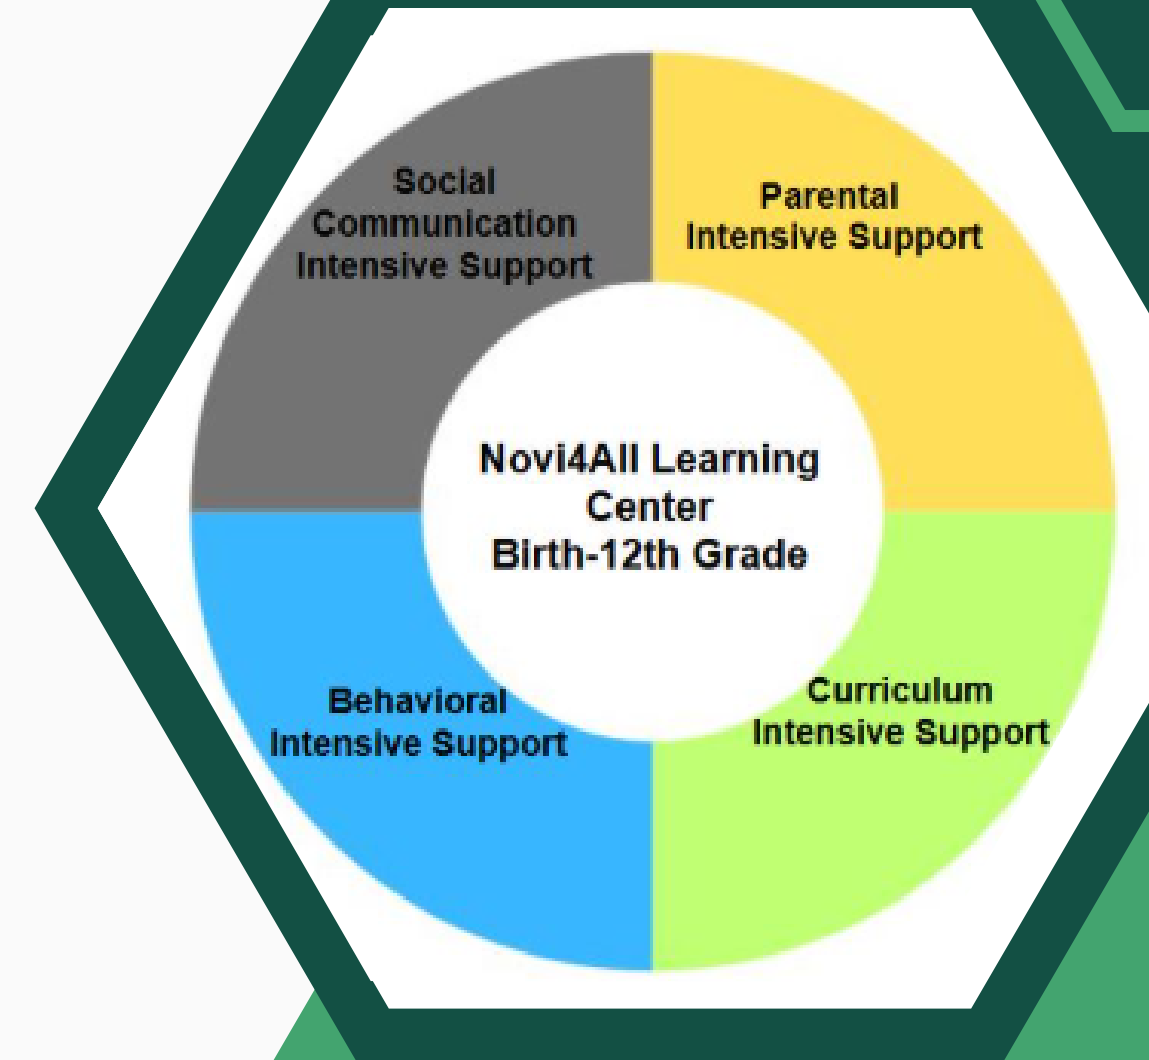 Social
Communication
Intensive Support
Parental
Intensive Support
Novi4All Learning
Center
Birth-12th Grade
Behavioral
Intensive Support
Curriculum
Intensive Support